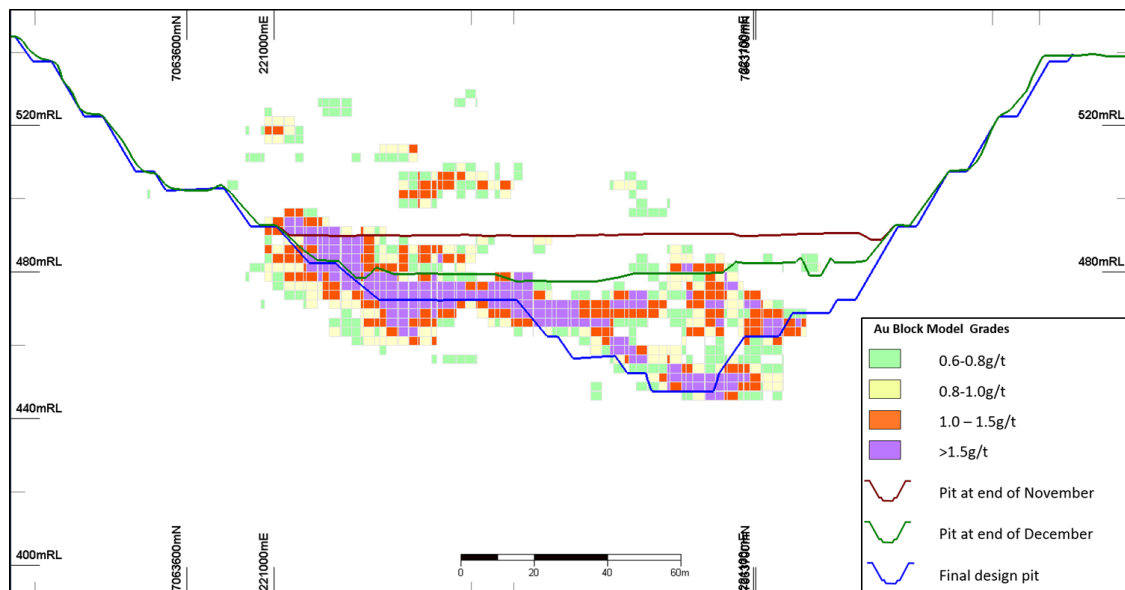 7063600mN
221000mE
520mRL
520mRL
480mRL
480mRL
440mRL
400mRL
7063600mN
221000mE
0 20 40 60m
Au Block Model Grades
0.6-0.8g/t
0.8-1.0g/t
1.0 – 1.5g/t
>1.5g/t
Pit at end of November
Pit at end of December
Final design pit